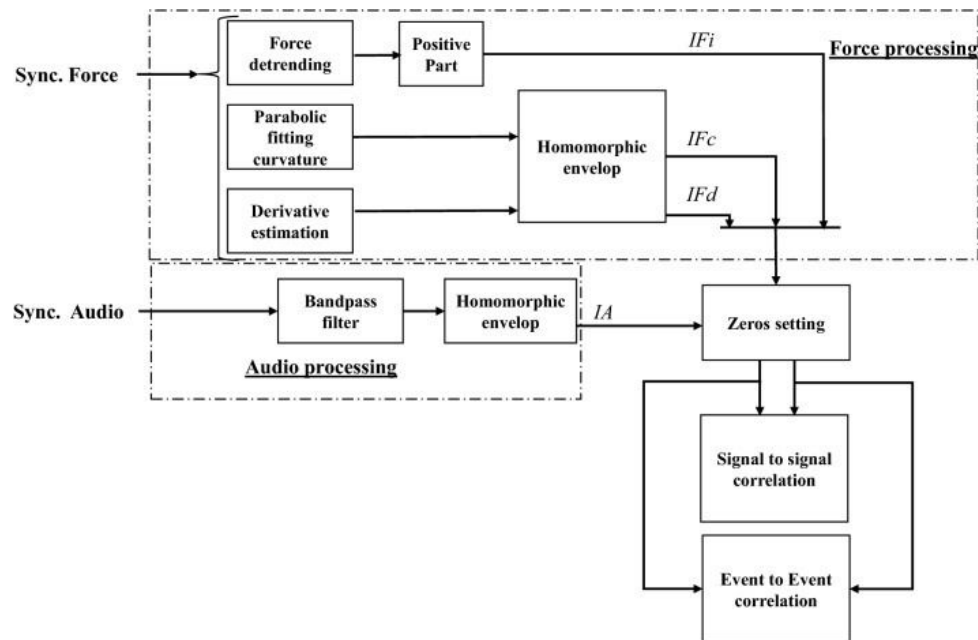 Sync. Force
Force
detrending
Positive
Part
IFi
Force processing
Parabolic
fitting
curvature
Homomorphic
envelop
IFc
IFd
Derivative
estimation
Sync. Audio
Bandpass
filter
Homomorphic
envelop
IA
Zeros setting
Audio processing
Signal to signal
correlation
Event to Event
correlation